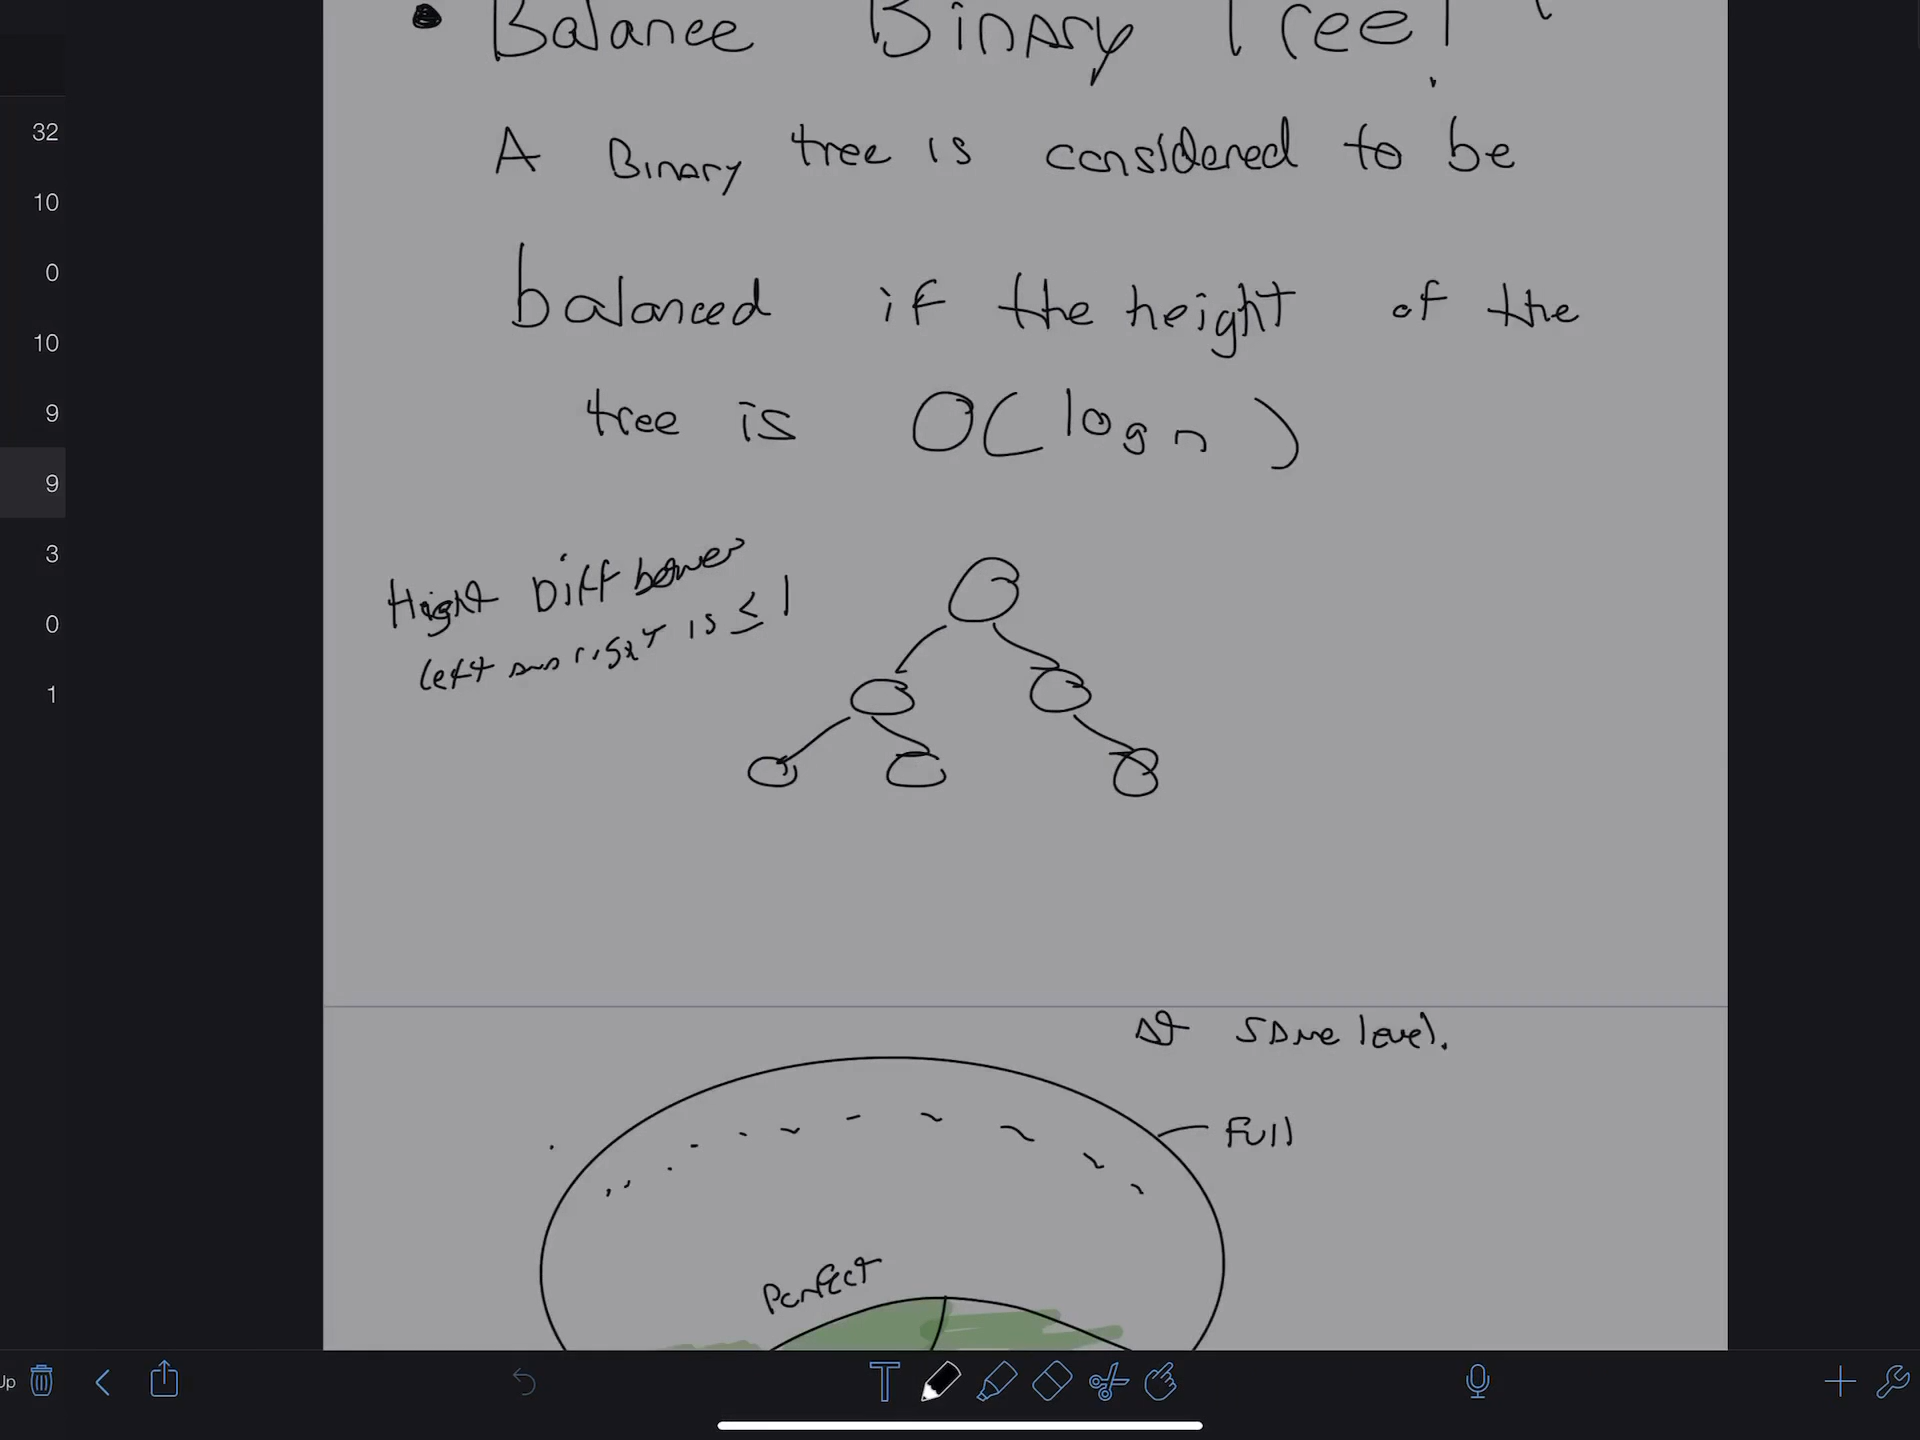 • Balance Binary Tree!
A Binary tree is considered to be
balanced if the height of the
tree is O(log n)
Hight Diff
left and right is ≤ 1
At same level.
Full
Perfect
32
10
0
10
9
9
3
0
1
Up
T